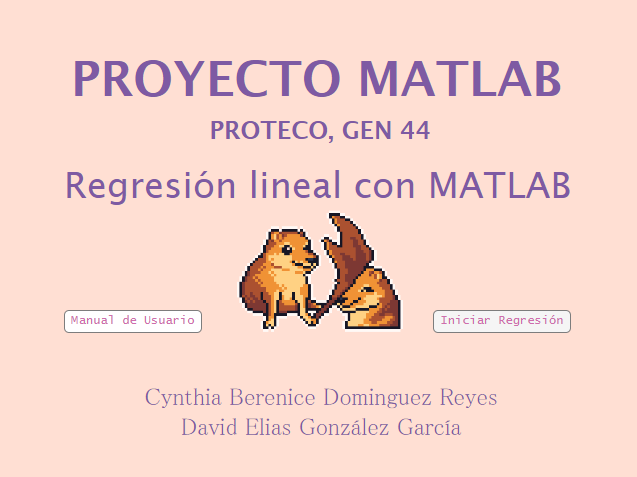 PROYECTO MATLAB
PROTECO, GEN 44
Regresión lineal con MATLAB
Manual de Usuario
Iniciar Regresión
Cynthia Berenice Dominguez Reyes
David Elias González García